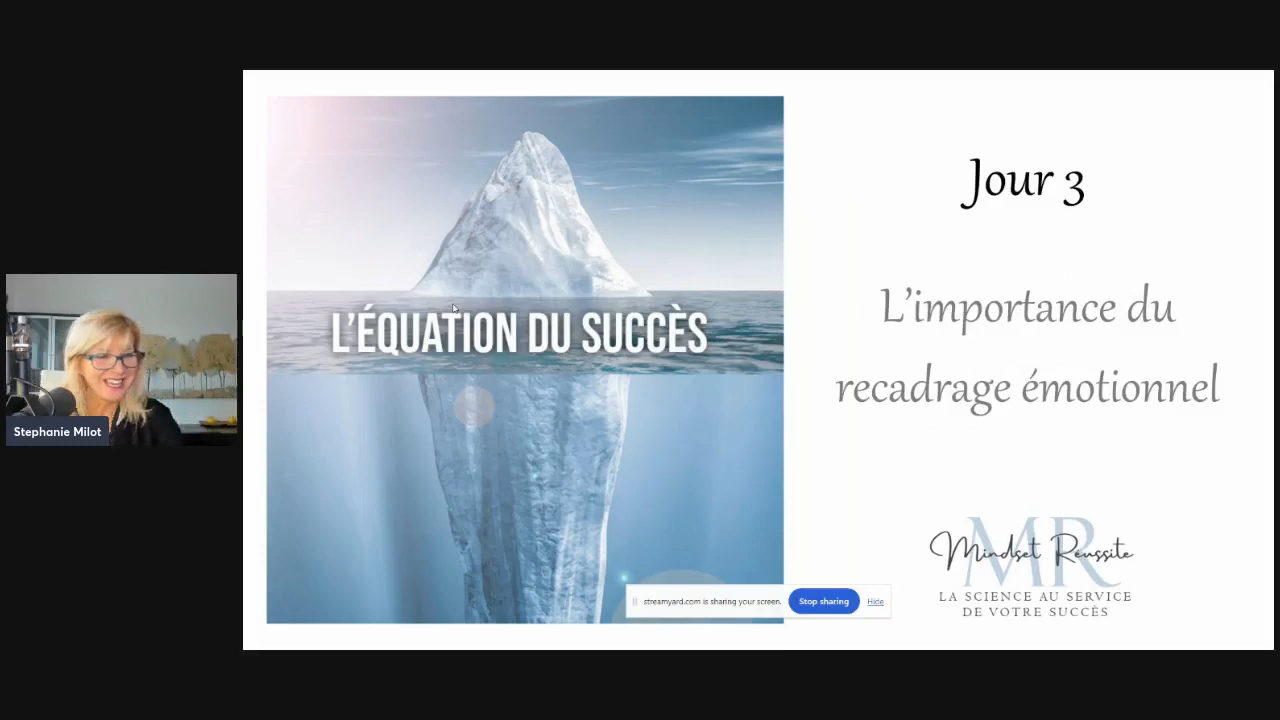 Stephanie Milot
L'ÉQUATION DU SUCCÈS
Jour 3
L'importance du
recadrage émotionnel
MR
Mindset Réussite
LA SCIENCE AU SERVICE
DE VOTRE SUCCÈS
streamyard.com is sharing your screen. Stop sharing Hide